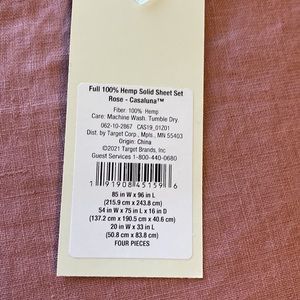 Full 100% Hemp Solid Sheet Set
Rose - Casaluna™
Fiber: 100% Hemp
Care: Machine Wash. Tumble Dry.
062-10-2867 CAS19_01Z01
Dist. by Target Corp., Mpls., MN 55403
Origin: China
©2021 Target Brands, Inc
Guest Services 1-800-440-0680
1 91908 45159 6
85 in W x 96 in L
(215.9 cm x 243.8 cm)
54 in W x 75 in L x 16 in D
(137.2 cm x 190.5 cm x 40.6 cm)
20 in W x 33 in L
(50.8 cm x 83.8 cm)
FOUR PIECES